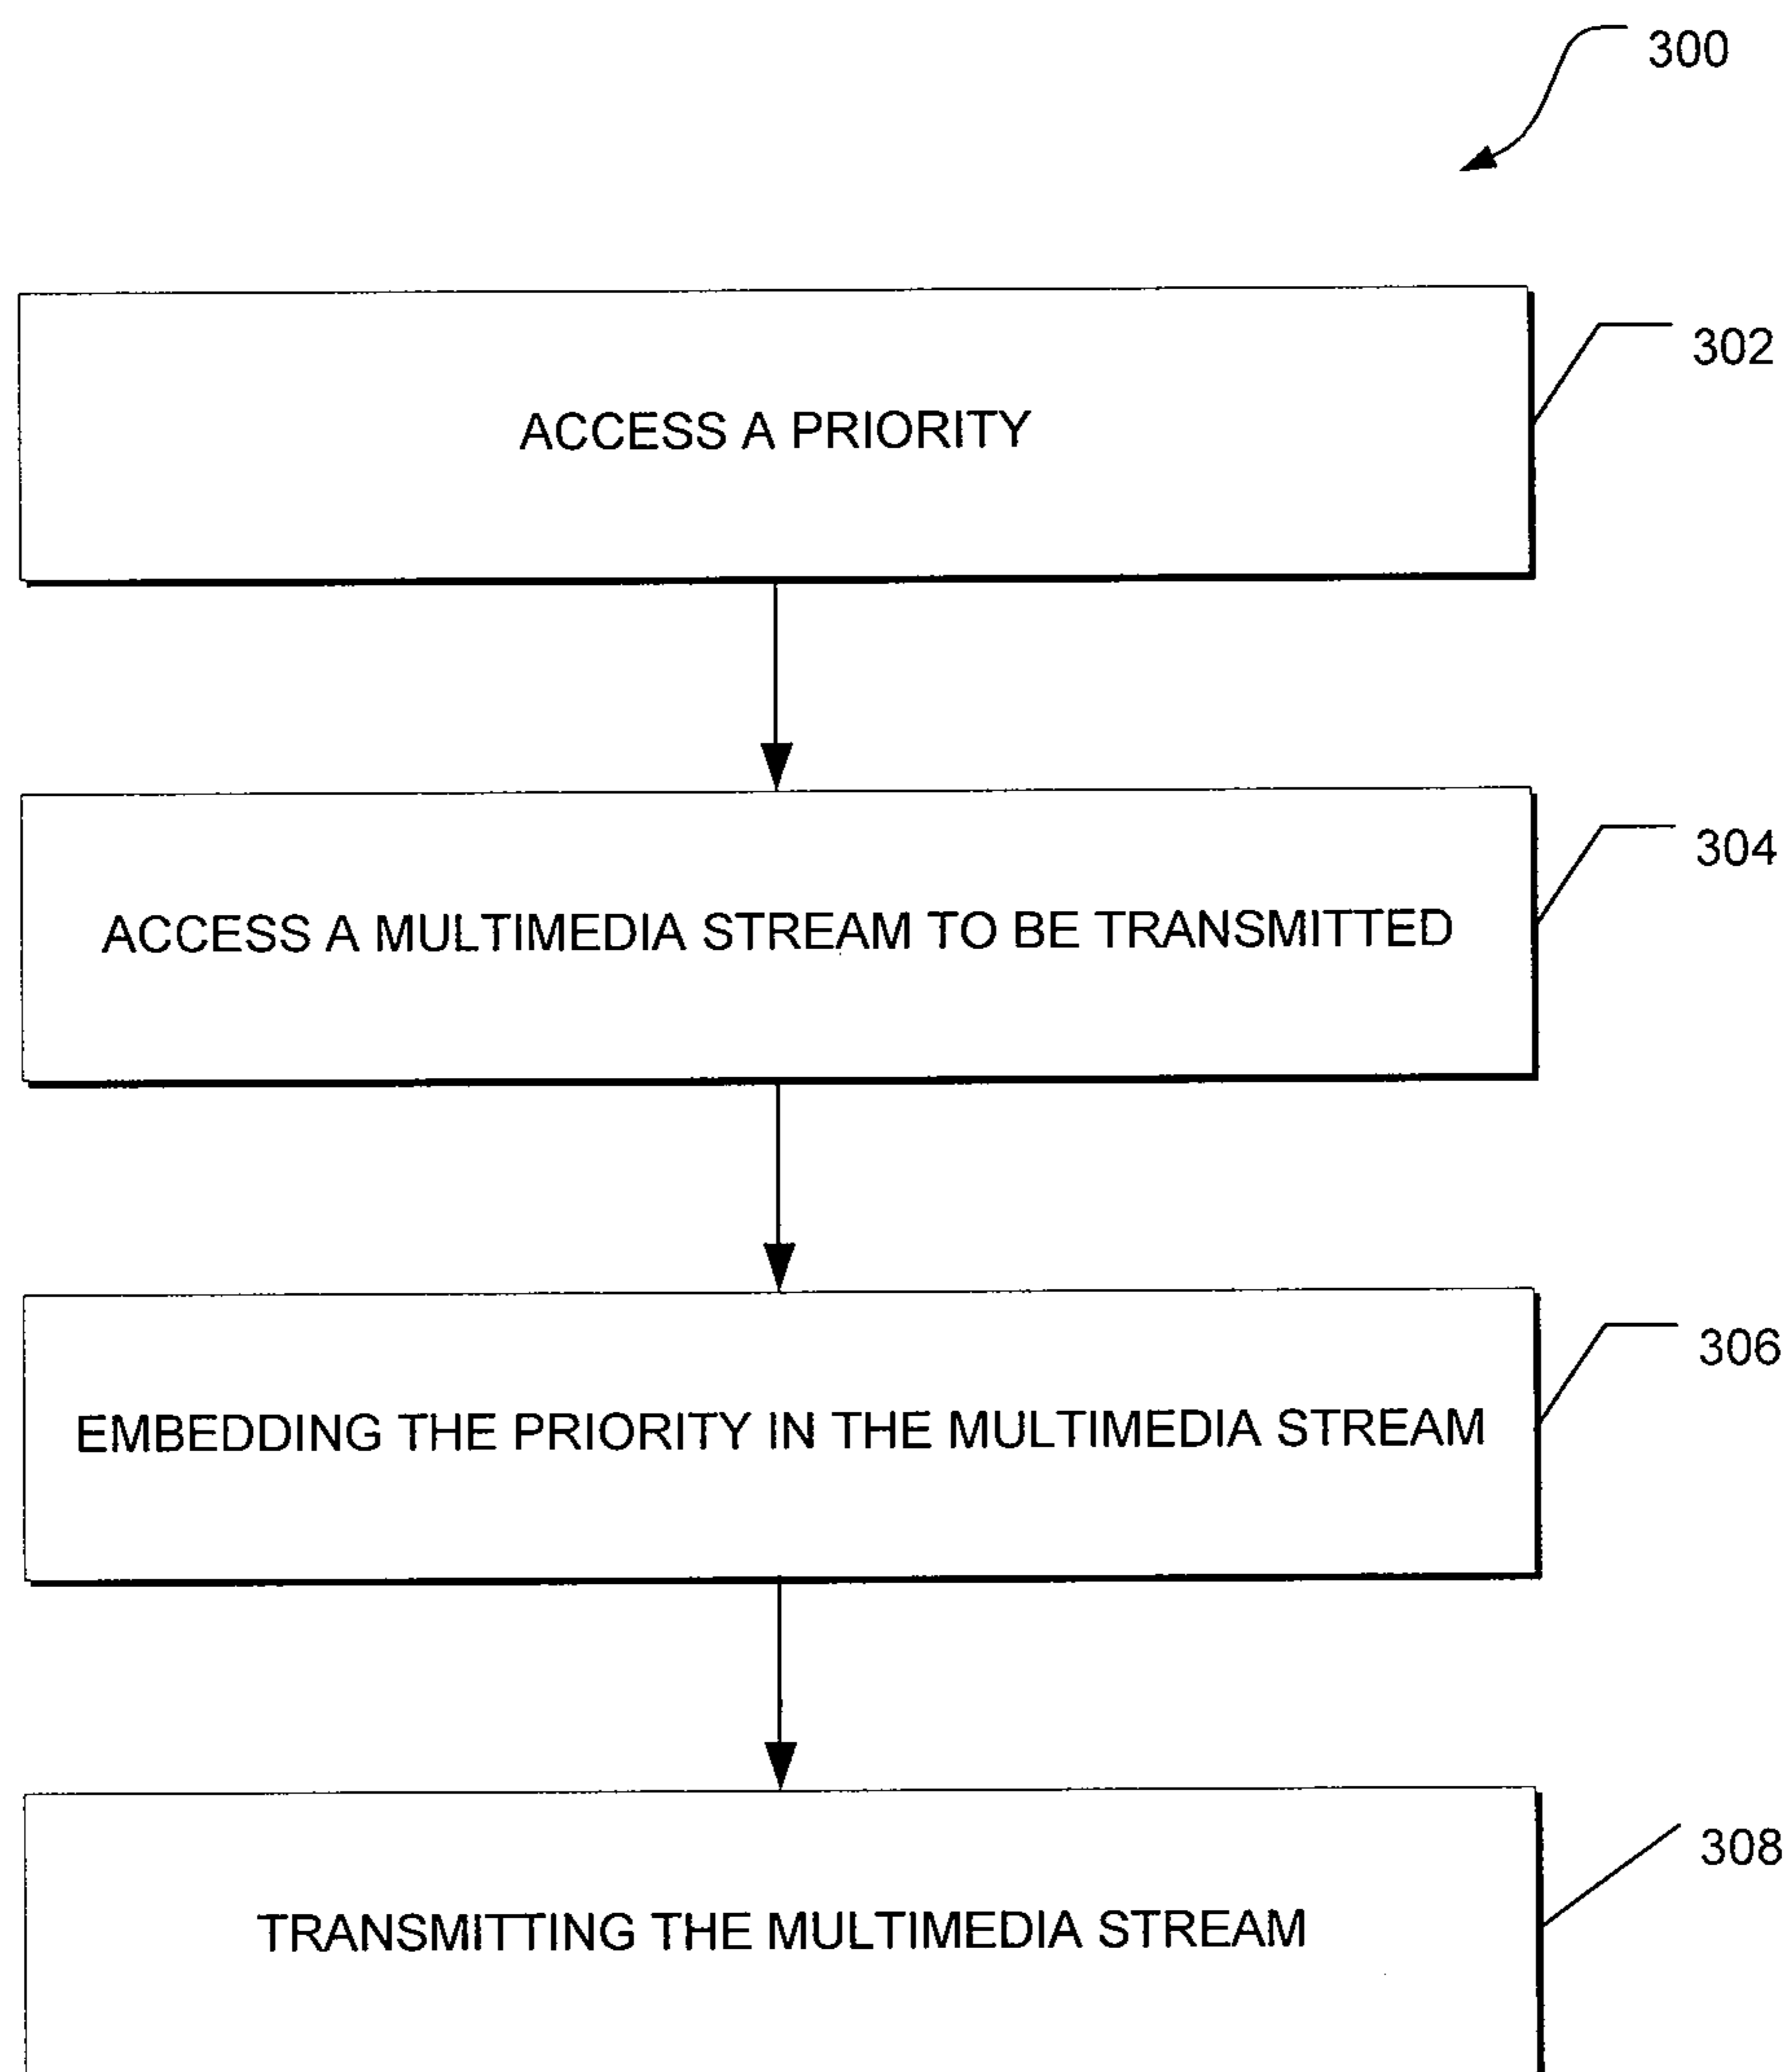 300
302
ACCESS A PRIORITY
304
ACCESS A MULTIMEDIA STREAM TO BE TRANSMITTED
306
EMBEDDING THE PRIORITY IN THE MULTIMEDIA STREAM
308
TRANSMITTING THE MULTIMEDIA STREAM